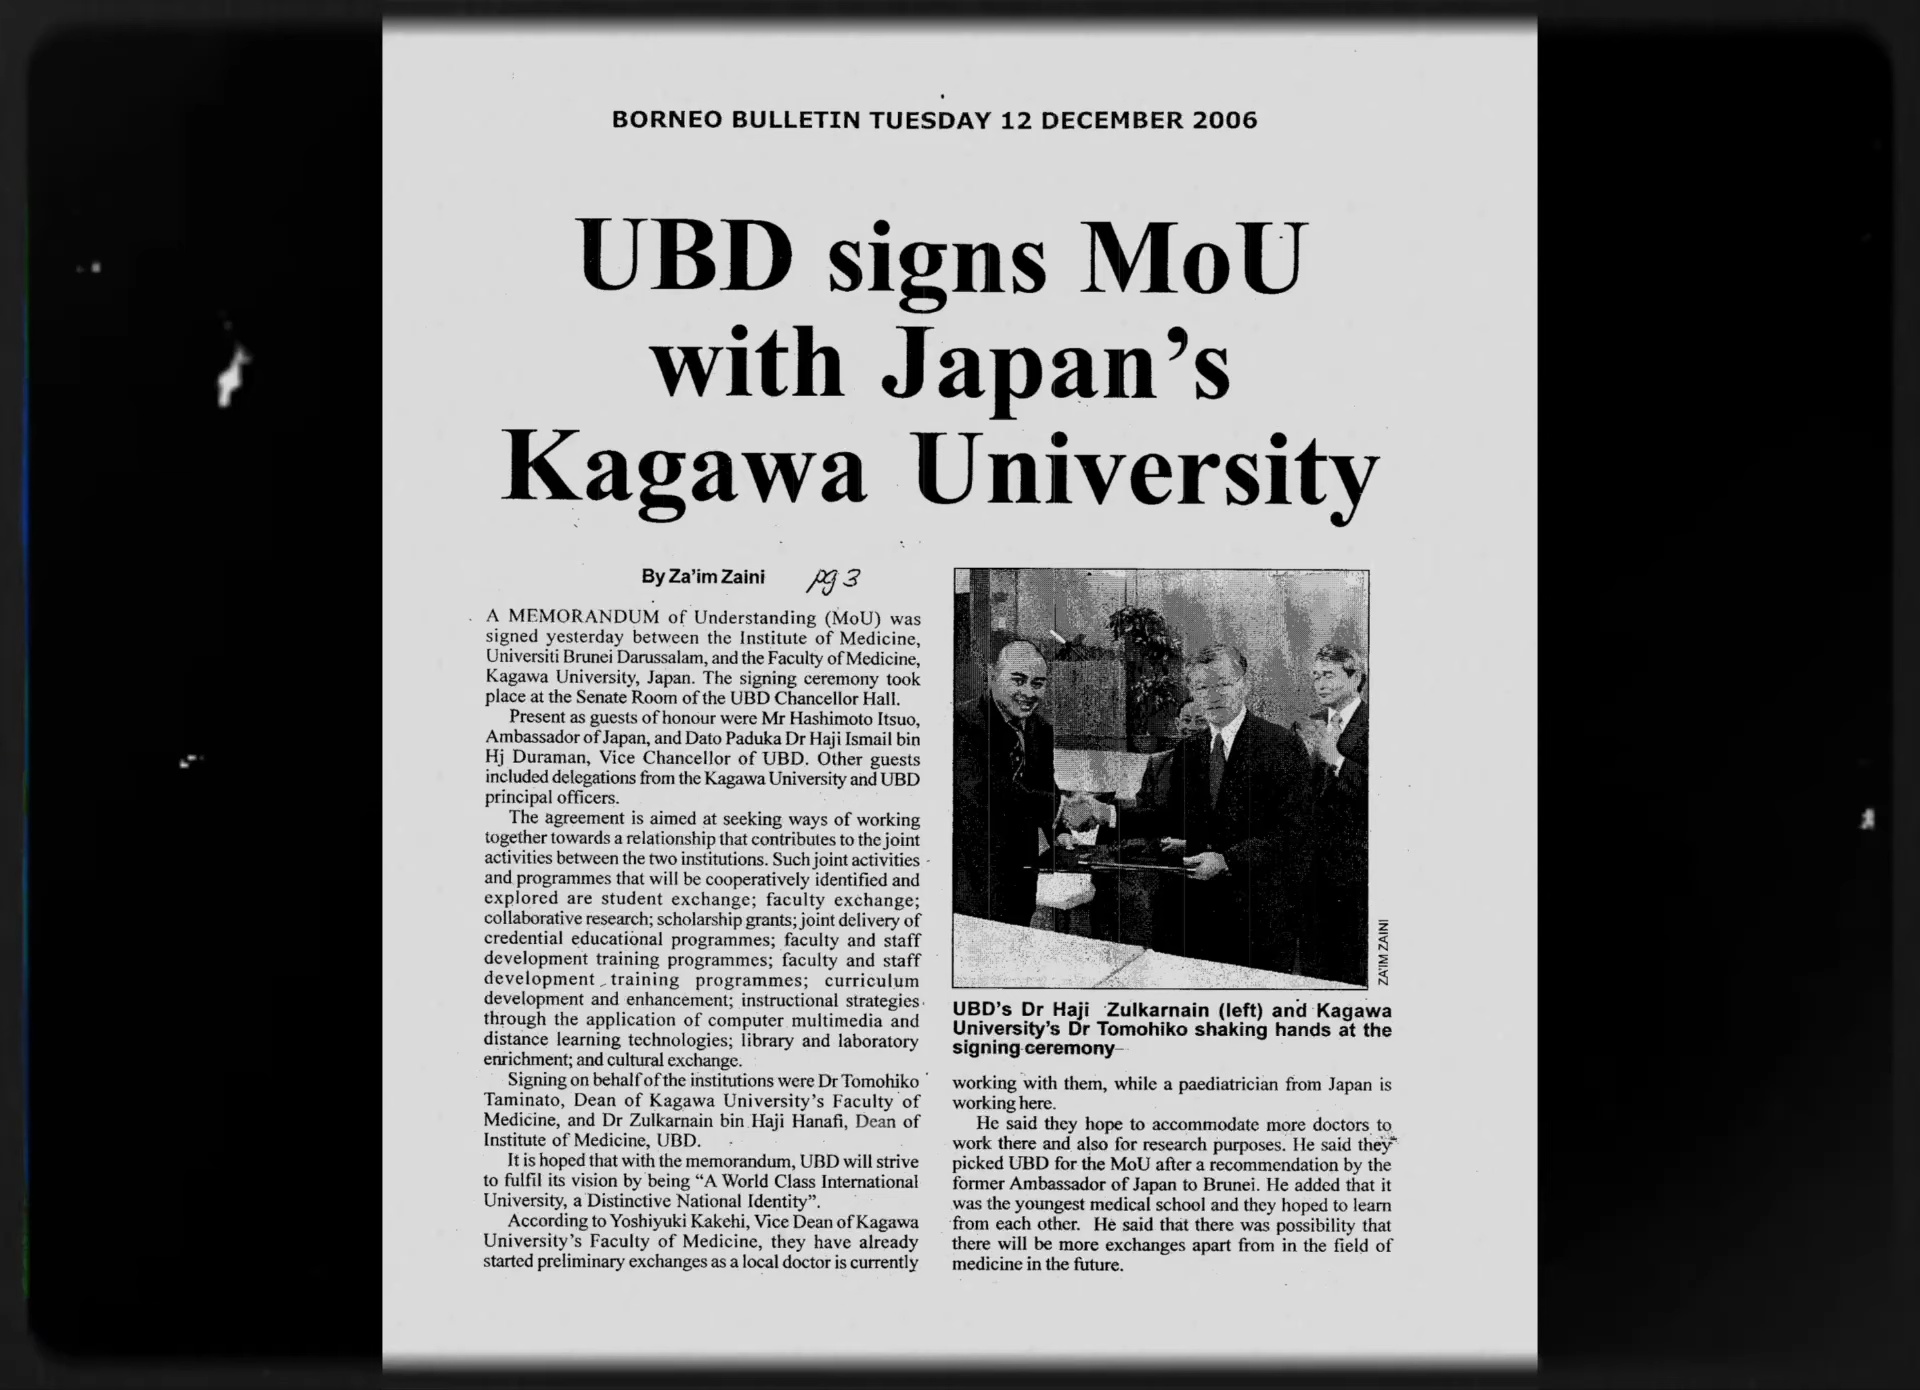 BORNEO BULLETIN TUESDAY 12 DECEMBER 2006
UBD signs MoU
with Japan's
Kagawa University
By Za'im Zaini
pg 3
A MEMORANDUM of Understanding (MoU) was
signed yesterday between the Institute of Medicine,
Universiti Brunei Darussalam, and the Faculty of Medicine,
Kagawa University, Japan. The signing ceremony took
place at the Senate Room of the UBD Chancellor Hall.
Present as guests of honour were Mr Hashimoto Itsuo,
Ambassador of Japan, and Dato Paduka Dr Haji Ismail bin
Hj Duraman, Vice Chancellor of UBD. Other guests
included delegations from the Kagawa University and UBD
principal officers.
The agreement is aimed at seeking ways of working
together towards a relationship that contributes to the joint
activities between the two institutions. Such joint activities
and programmes that will be cooperatively identified and
explored are student exchange; faculty exchange;
collaborative research; scholarship grants; joint delivery of
credential educational programmes; faculty and staff
development training programmes; faculty and staff
development training programmes; curriculum
development and enhancement; instructional strategies
through the application of computer multimedia and
distance learning technologies; library and laboratory
enrichment; and cultural exchange.
Signing on behalf of the institutions were Dr Tomohiko
Taminato, Dean of Kagawa University's Faculty of
Medicine, and Dr Zulkarnain bin Haji Hanafi, Dean of
Institute of Medicine, UBD.
It is hoped that with the memorandum, UBD will strive
to fulfil its vision by being "A World Class International
University, a Distinctive National Identity".
According to Yoshiyuki Kakehi, Vice Dean of Kagawa
University's Faculty of Medicine, they have already
started preliminary exchanges as a local doctor is currently
ZA'IM ZAINI
UBD's Dr Haji Zulkarnain (left) and Kagawa
University's Dr Tomohiko shaking hands at the
signing ceremony
working with them, while a paediatrician from Japan is
working here.
He said they hope to accommodate more doctors to
work there and also for research purposes. He said they
picked UBD for the MoU after a recommendation by the
former Ambassador of Japan to Brunei. He added that it
was the youngest medical school and they hoped to learn
from each other. He said that there was possibility that
there will be more exchanges apart from in the field of
medicine in the future.